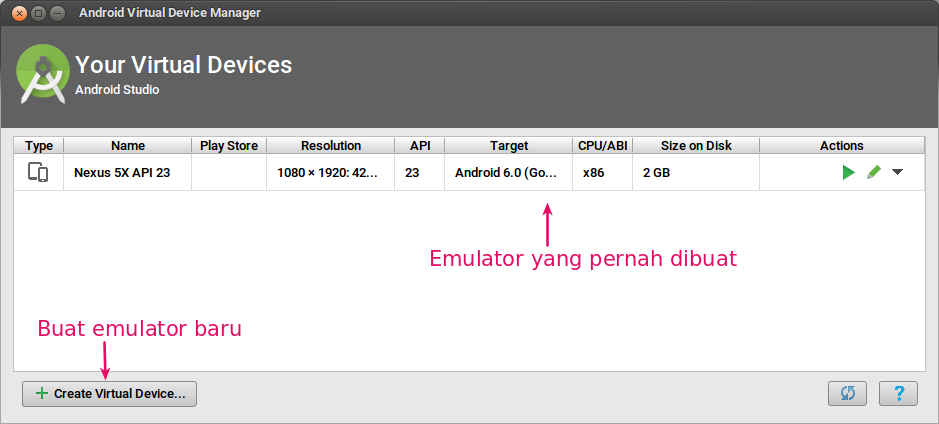 Android Virtual Device Manager
Your Virtual Devices
Android Studio
Type Name Play Store Resolution API Target CPU/ABI Size on Disk Actions
Nexus 5X API 23 1080 × 1920: 42... 23 Android 6.0 (Go... x86 2 GB
Emulator yang pernah dibuat
Buat emulator baru
+ Create Virtual Device... ?